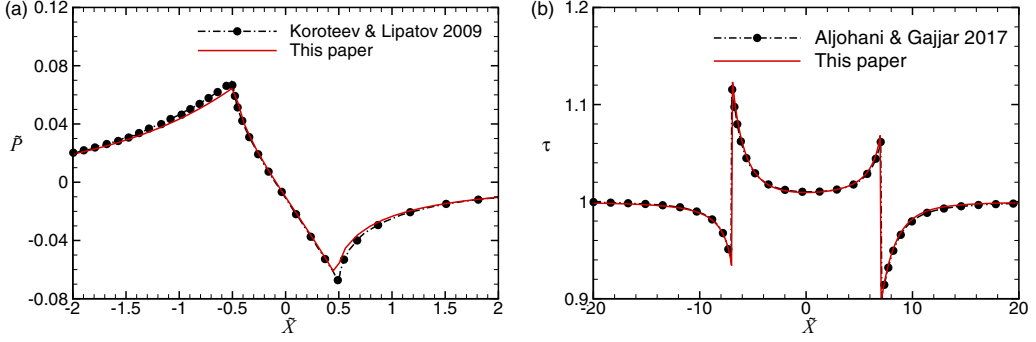 (a)
Koroteev & Lipatov 2009
This paper
0.12
0.08
0.04
0
-0.04
-0.08
P̃
-2 -1.5 -1 -0.5 0 0.5 1 1.5 2
X̃
(b)
Aljohani & Gajjar 2017
This paper
1.2
1.1
1
0.9
τ
-20 -10 0 10 20
X̃